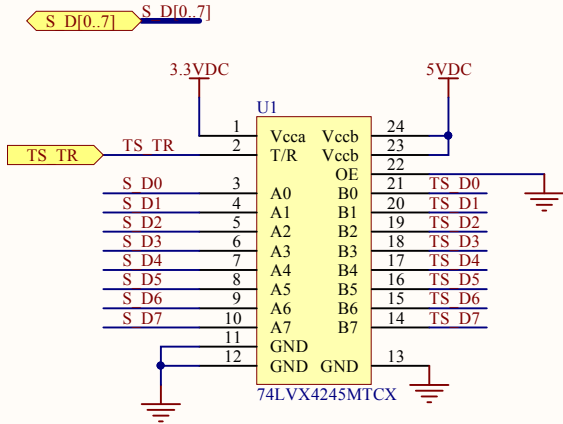 S_D[0..7] S_D[0..7]
3.3VDC 5VDC
U1
1 Vcca Vccb 24
TS_TR TS_TR 2 T/R Vccb 23
OE 22
S_D0 3 A0 B0 21 TS_D0
S_D1 4 A1 B1 20 TS_D1
S_D2 5 A2 B2 19 TS_D2
S_D3 6 A3 B3 18 TS_D3
S_D4 7 A4 B4 17 TS_D4
S_D5 8 A5 B5 16 TS_D5
S_D6 9 A6 B6 15 TS_D6
S_D7 10 A7 B7 14 TS_D7
11 GND
12 GND GND 13
74LVX4245MTCX